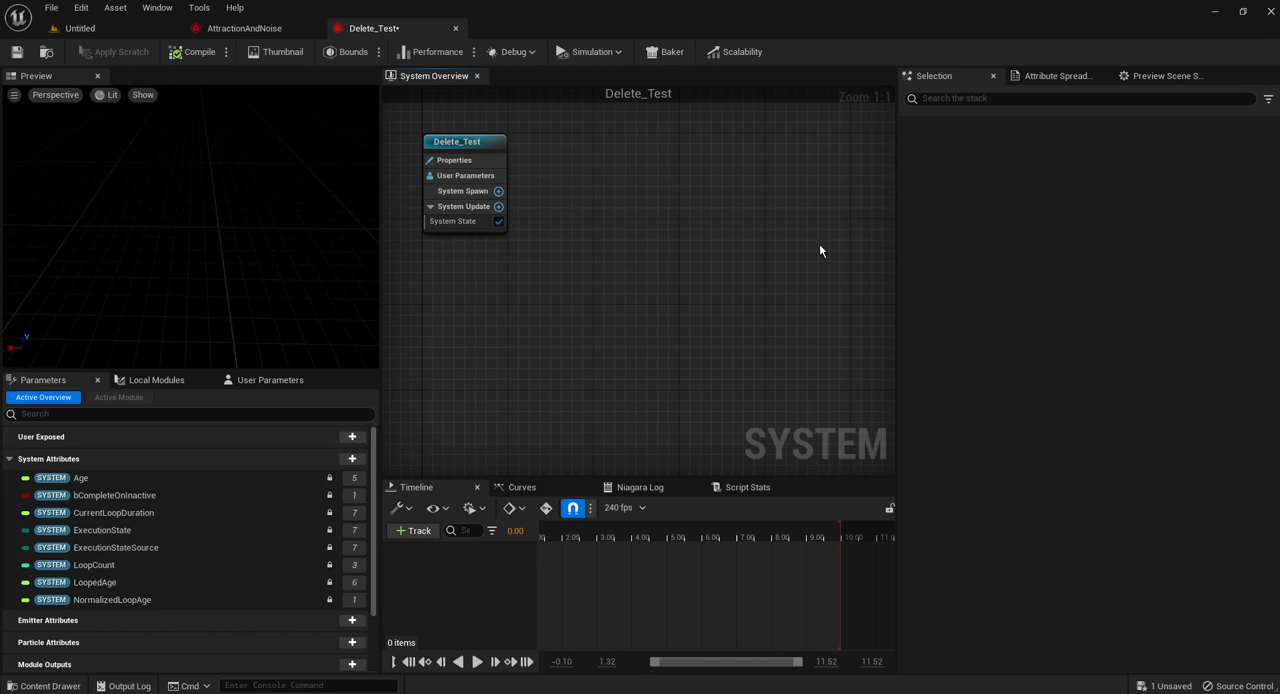 File Edit Asset Window Tools Help
Untitled AttractionAndNoise Delete_Test*
Apply Scratch Compile Thumbnail Bounds Performance Debug Simulation Baker Scalability
Preview System Overview Selection Attribute Spread... Preview Scene S...
Perspective Lit Show
Delete_Test
Zoom 1:1
Search the stack
Delete_Test
Properties
User Parameters
System Spawn
System Update
System State
SYSTEM
Y
Parameters Local Modules User Parameters
Active Overview Active Module
Search
User Exposed
System Attributes
SYSTEM Age 5
SYSTEM bCompleteOnInactive 1
SYSTEM CurrentLoopDuration 7
SYSTEM ExecutionState 7
SYSTEM ExecutionStateSource 7
SYSTEM LoopCount 3
SYSTEM LoopedAge 6
SYSTEM NormalizedLoopAge 1
Emitter Attributes
Particle Attributes
Module Outputs
Timeline Curves Niagara Log Script Stats
240 fps
+ Track Se 0.00
2.00 3.00 4.00 5.00 6.00 7.00 8.00 9.00 10.00 11.0
0 items
-0.10 1.32 11.52 11.52
Content Drawer Output Log Cmd Enter Console Command 1 Unsaved Source Control